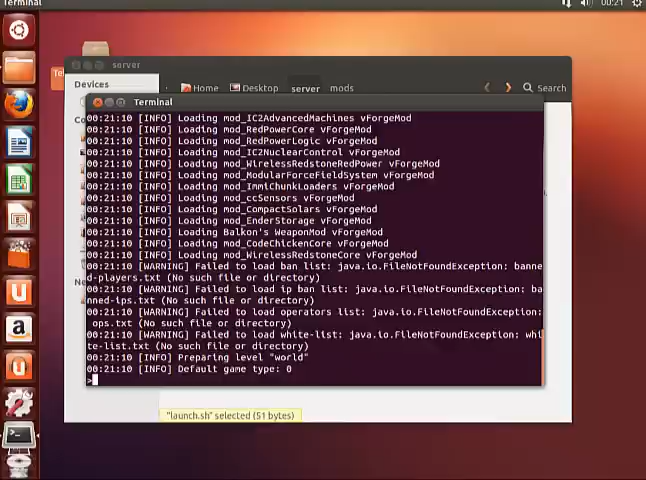 Terminal
00:21
server
Devices
Home
Desktop
server
mods
Search
Terminal
00:21:10 [INFO] Loading mod_IC2AdvancedMachines vForgeMod
00:21:10 [INFO] Loading mod_RedPowerCore vForgeMod
00:21:10 [INFO] Loading mod_RedPowerLogic vForgeMod
00:21:10 [INFO] Loading mod_IC2NuclearControl vForgeMod
00:21:10 [INFO] Loading mod_WirelessRedstoneRedPower vForgeMod
00:21:10 [INFO] Loading mod_ModularForceFieldSystem vForgeMod
00:21:10 [INFO] Loading mod_ImmiChunkLoaders vForgeMod
00:21:10 [INFO] Loading mod_ccSensors vForgeMod
00:21:10 [INFO] Loading mod_CompactSolars vForgeMod
00:21:10 [INFO] Loading mod_EnderStorage vForgeMod
00:21:10 [INFO] Loading Balkon's WeaponMod vForgeMod
00:21:10 [INFO] Loading mod_CodeChickenCore vForgeMod
00:21:10 [INFO] Loading mod_WirelessRedstoneCore vForgeMod
00:21:10 [WARNING] Failed to load ban list: java.io.FileNotFoundException: banne
d-players.txt (No such file or directory)
00:21:10 [WARNING] Failed to load ip ban list: java.io.FileNotFoundException: ba
nned-ips.txt (No such file or directory)
00:21:10 [WARNING] Failed to load operators list: java.io.FileNotFoundException:
ops.txt (No such file or directory)
00:21:10 [WARNING] Failed to load white-list: java.io.FileNotFoundException: whi
te-list.txt (No such file or directory)
00:21:10 [INFO] Preparing level "world"
00:21:10 [INFO] Default game type: 0
>
"launch.sh" selected (51 bytes)